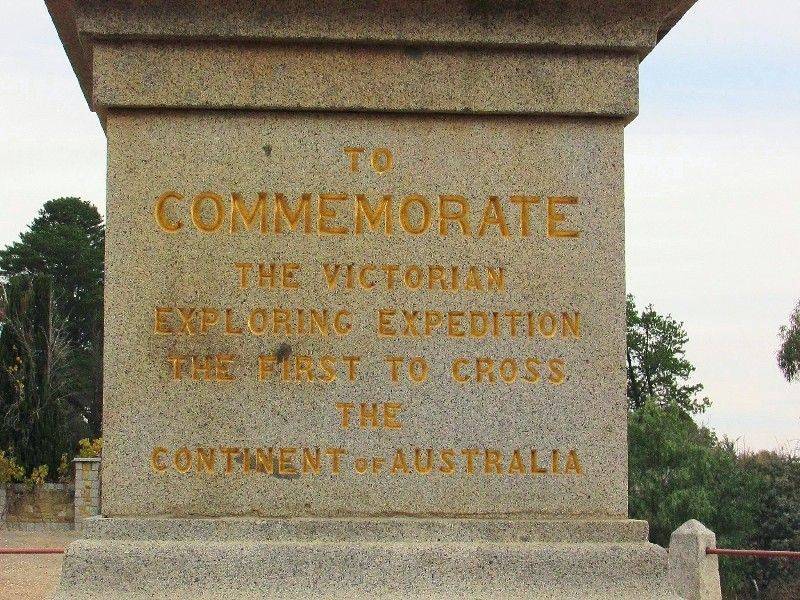 TO
COMMEMORATE
THE VICTORIAN
EXPLORING EXPEDITION
THE FIRST TO CROSS
THE
CONTINENT OF AUSTRALIA